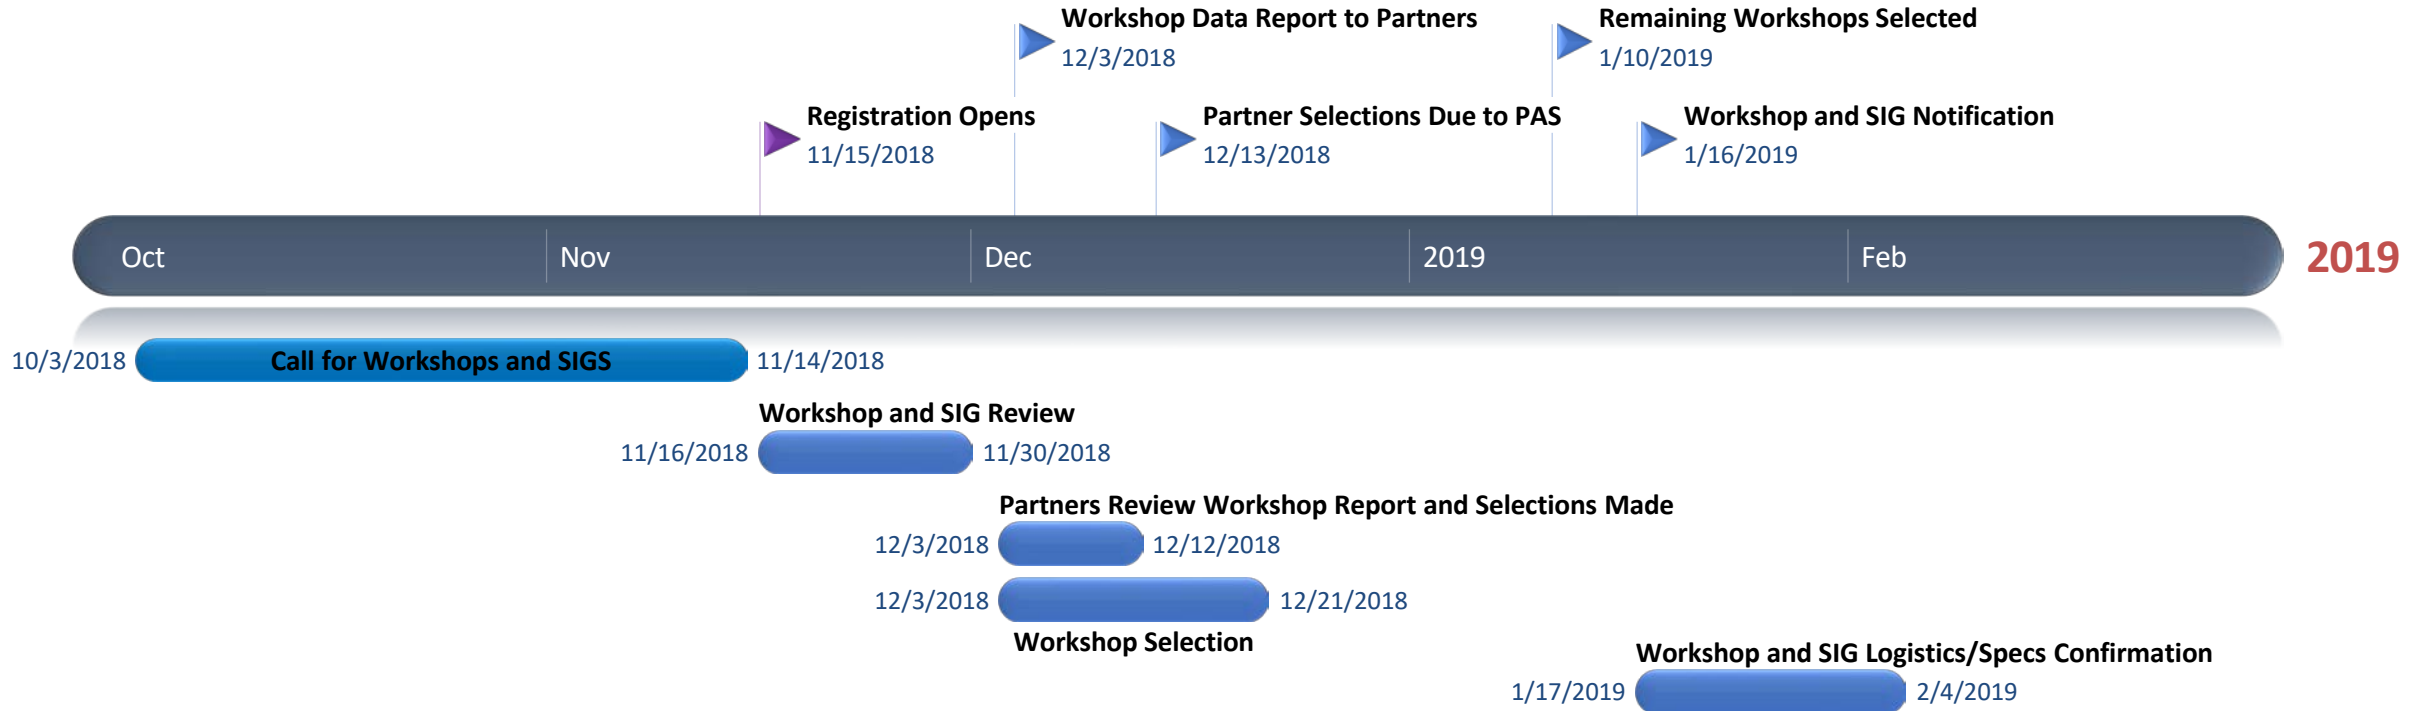 Workshop Data Report to Partners
12/3/2018
Remaining Workshops Selected
1/10/2019
Registration Opens
11/15/2018
Partner Selections Due to PAS
12/13/2018
Workshop and SIG Notification
1/16/2019
Oct
Nov
Dec
2019
Feb
2019
10/3/2018
Call for Workshops and SIGS
11/14/2018
Workshop and SIG Review
11/16/2018
11/30/2018
Partners Review Workshop Report and Selections Made
12/3/2018
12/12/2018
12/3/2018
12/21/2018
Workshop Selection
Workshop and SIG Logistics/Specs Confirmation
1/17/2019
2/4/2019